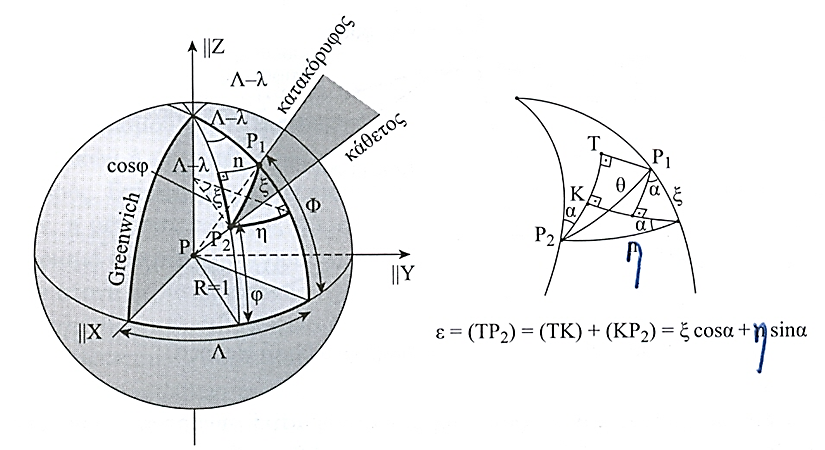 ||Z
Λ–λ
κατακόρυφος
κάθετος
Λ–λ
P₁
cosφ
Λ–λ
n
ξ
ξ
Φ
Greenwich
P
P₂
η
R=1
φ
||Y
||X
Λ
T
P₁
θ
α
ξ
K
α
α
P₂
η
ε = (TP₂) = (TK) + (KP₂) = ξ cosα + η sinα